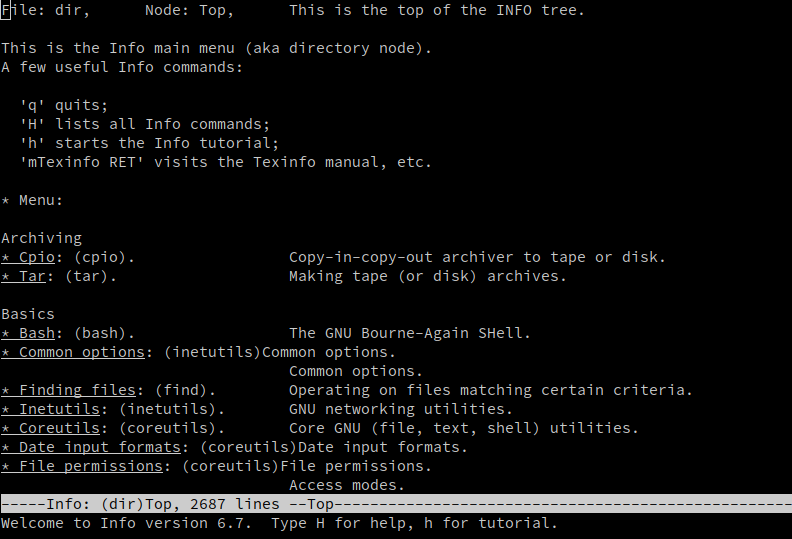 File: dir,      Node: Top,      This is the top of the INFO tree.
This is the Info main menu (aka directory node).
A few useful Info commands:
  'q' quits;
  'H' lists all Info commands;
  'h' starts the Info tutorial;
  'mTexinfo RET' visits the Texinfo manual, etc.
* Menu:
Archiving
* Cpio: (cpio).                 Copy-in-copy-out archiver to tape or disk.
* Tar: (tar).                   Making tape (or disk) archives.
Basics
* Bash: (bash).                 The GNU Bourne-Again SHell.
* Common options: (inetutils)Common options.
                                Common options.
* Finding files: (find).        Operating on files matching certain criteria.
* Inetutils: (inetutils).       GNU networking utilities.
* Coreutils: (coreutils).       Core GNU (file, text, shell) utilities.
* Date input formats: (coreutils)Date input formats.
* File permissions: (coreutils)File permissions.
                                Access modes.
-----Info: (dir)Top, 2687 lines --Top---------------------------------------------------
Welcome to Info version 6.7.  Type H for help, h for tutorial.